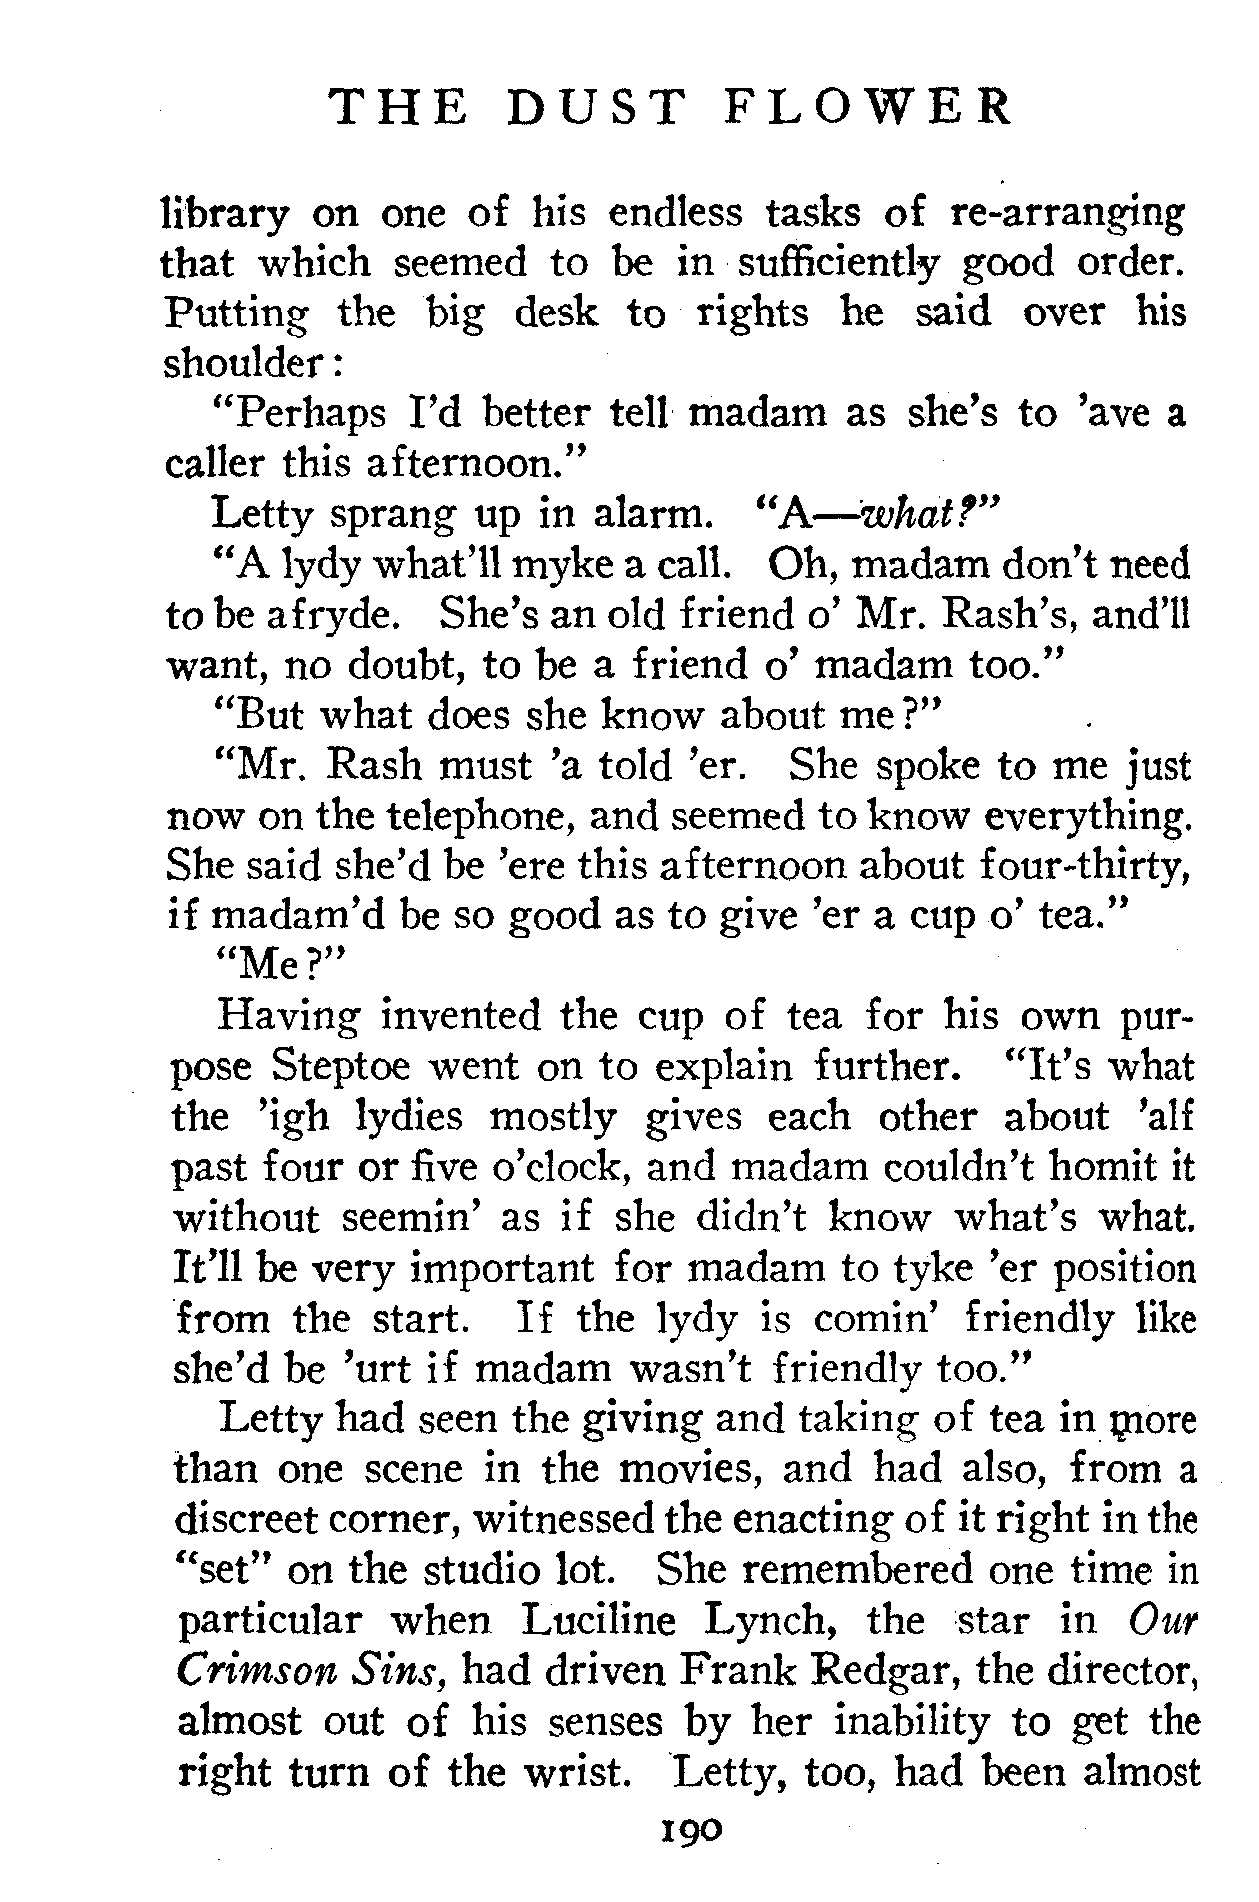 THE DUST FLOWER
library on one of his endless tasks of re-arranging
that which seemed to be in sufficiently good order.
Putting the big desk to rights he said over his
shoulder:
"Perhaps I'd better tell madam as she's to 'ave a
caller this afternoon."
Letty sprang up in alarm. "A—what?"
"A lydy what'll myke a call. Oh, madam don't need
to be afryde. She's an old friend o' Mr. Rash's, and'll
want, no doubt, to be a friend o' madam too."
"But what does she know about me?"
"Mr. Rash must 'a told 'er. She spoke to me just
now on the telephone, and seemed to know everything.
She said she'd be 'ere this afternoon about four-thirty,
if madam'd be so good as to give 'er a cup o' tea."
"Me?"
Having invented the cup of tea for his own pur-
pose Steptoe went on to explain further. "It's what
the 'igh lydies mostly gives each other about 'alf
past four or five o'clock, and madam couldn't homit it
without seemin' as if she didn't know what's what.
It'll be very important for madam to tyke 'er position
from the start. If the lydy is comin' friendly like
she'd be 'urt if madam wasn't friendly too."
Letty had seen the giving and taking of tea in more
than one scene in the movies, and had also, from a
discreet corner, witnessed the enacting of it right in the
"set" on the studio lot. She remembered one time in
particular when Luciline Lynch, the star in Our
Crimson Sins, had driven Frank Redgar, the director,
almost out of his senses by her inability to get the
right turn of the wrist. Letty, too, had been almost
190